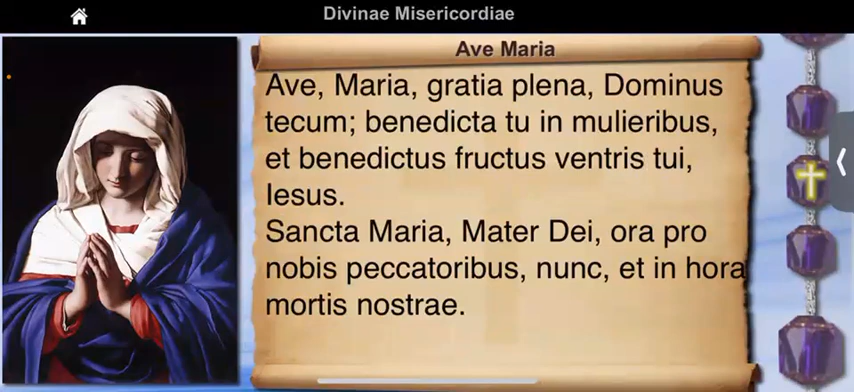 Divinae Misericordiae
Ave Maria
Ave, Maria, gratia plena, Dominus
tecum; benedicta tu in mulieribus,
et benedictus fructus ventris tui,
Iesus.
Sancta Maria, Mater Dei, ora pro
nobis peccatoribus, nunc, et in hora
mortis nostrae.